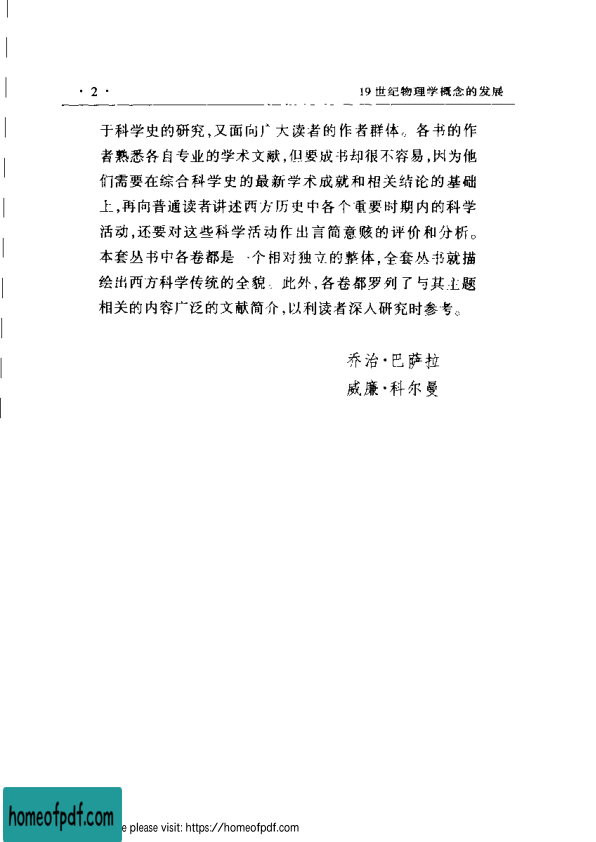 · 2 ·
19世纪物理学概念的发展
于科学史的研究,又面向广大读者的作者群体。各书的作
者熟悉各自专业的学术文献,但要成书却很不容易,因为他
们需要在综合科学史的最新学术成就和相关结论的基础
上,再向普通读者讲述西方历史中各个重要时期内的科学
活动,还要对这些科学活动作出言简意赅的评价和分析。
本套丛书中各卷都是一个相对独立的整体,全套丛书就描
绘出西方科学传统的全貌。此外,各卷都罗列了与其主题
相关的内容广泛的文献简介,以利读者深入研究时参考。
乔治·巴萨拉
威廉·科尔曼
homeofpdf.com
e please visit: https://homeofpdf.com